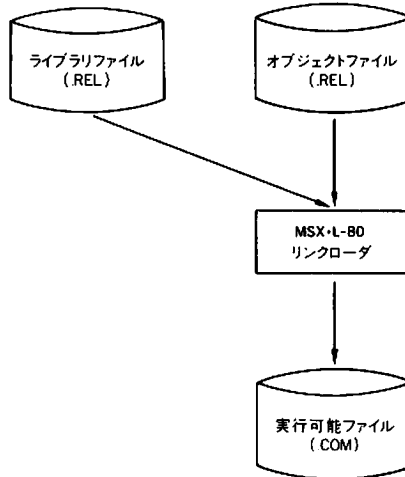 ライブラリファイル
(.REL)
オブジェクトファイル
(.REL)
MSX・L-80
リンクローダ
実行可能ファイル
(.COM)